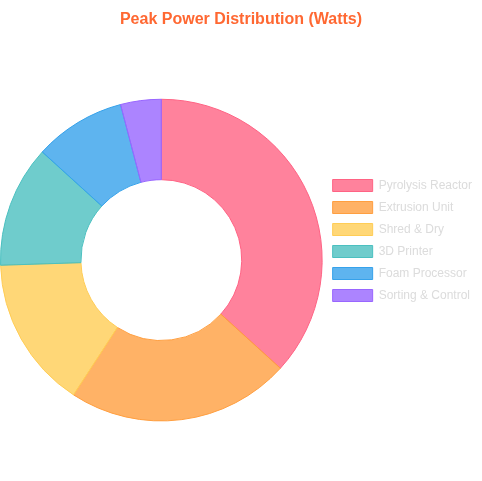 Peak Power Distribution (Watts)
Pyrolysis Reactor
Extrusion Unit
Shred & Dry
3D Printer
Foam Processor
Sorting & Control